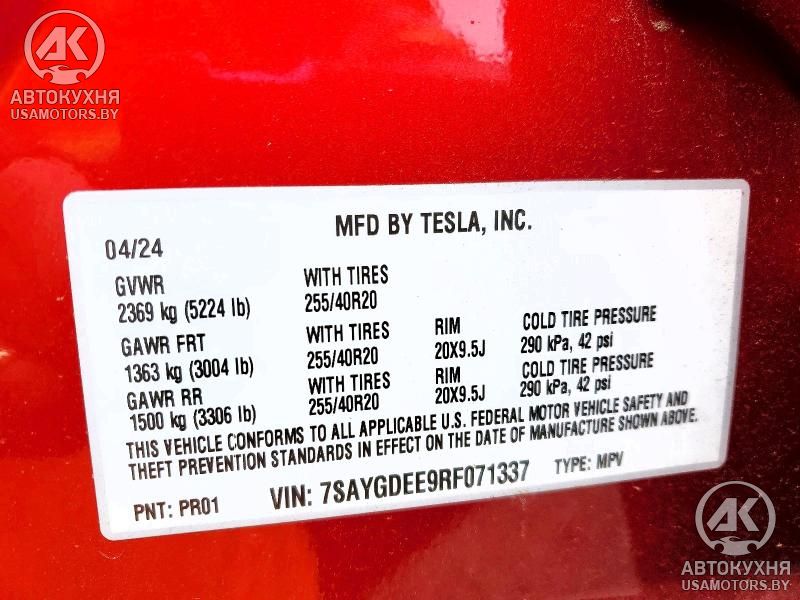 AK
АВТОКУХНЯ
USAMOTORS.BY
MFD BY TESLA, INC.
04/24
GVWR WITH TIRES
2369 kg (5224 lb) 255/40R20
GAWR FRT WITH TIRES RIM COLD TIRE PRESSURE
1363 kg (3004 lb) 255/40R20 20X9.5J 290 kPa, 42 psi
GAWR RR WITH TIRES RIM COLD TIRE PRESSURE
1500 kg (3306 lb) 255/40R20 20X9.5J 290 kPa, 42 psi
THIS VEHICLE CONFORMS TO ALL APPLICABLE U.S. FEDERAL MOTOR VEHICLE SAFETY AND
THEFT PREVENTION STANDARDS IN EFFECT ON THE DATE OF MANUFACTURE SHOWN ABOVE.
PNT: PR01 VIN: 7SAYGDEE9RF071337 TYPE: MPV
AK
АВТОКУХНЯ
USAMOTORS.BY